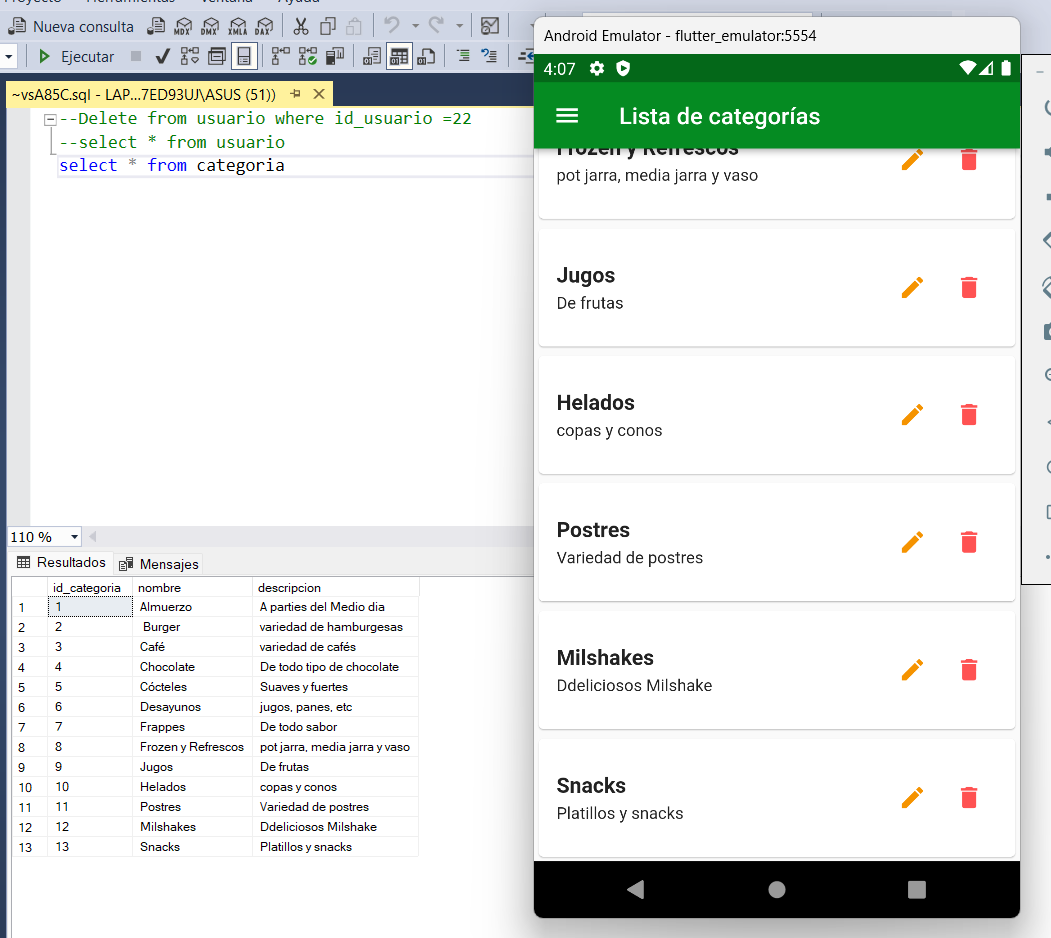 Proyecto Herramientas Ventana Ayuda
Nueva consulta MDX DMX XMLA DAX
Ejecutar
~vsA85C.sql - LAP...7ED93UJ\ASUS (51))
--Delete from usuario where id_usuario =22
--select * from usuario
select * from categoria
110 %
Resultados Mensajes
id_categoria nombre descripcion
1 1 Almuerzo A parties del Medio dia
2 2 Burger variedad de hamburgesas
3 3 Café variedad de cafés
4 4 Chocolate De todo tipo de chocolate
5 5 Cócteles Suaves y fuertes
6 6 Desayunos jugos, panes, etc
7 7 Frappes De todo sabor
8 8 Frozen y Refrescos pot jarra, media jarra y vaso
9 9 Jugos De frutas
10 10 Helados copas y conos
11 11 Postres Variedad de postres
12 12 Milshakes Ddeliciosos Milshake
13 13 Snacks Platillos y snacks
Android Emulator - flutter_emulator:5554
4:07
Lista de categorías
Frozen y Refrescos
pot jarra, media jarra y vaso
Jugos
De frutas
Helados
copas y conos
Postres
Variedad de postres
Milshakes
Ddeliciosos Milshake
Snacks
Platillos y snacks